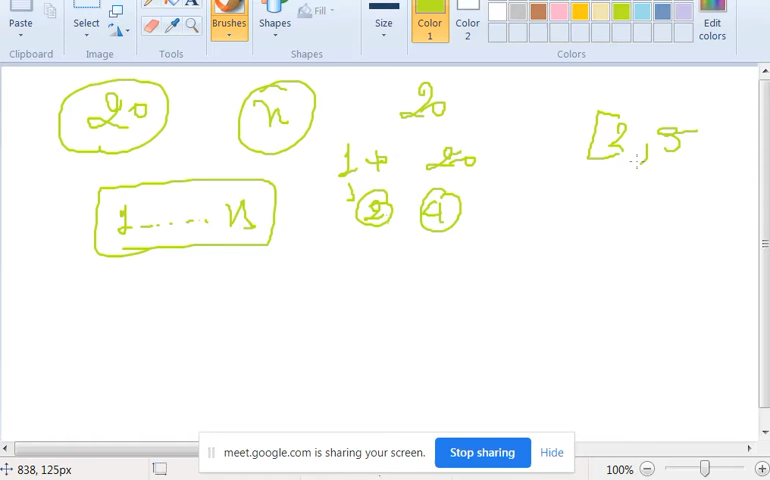 Paste
Select
Brushes
Shapes
Size
Color 1
Color 2
Edit colors
Fill
Clipboard
Image
Tools
Shapes
Colors
20
n
20
[2, 5
1 to 20
1 ...... n
2 4
meet.google.com is sharing your screen.
Stop sharing
Hide
838, 125px
100%